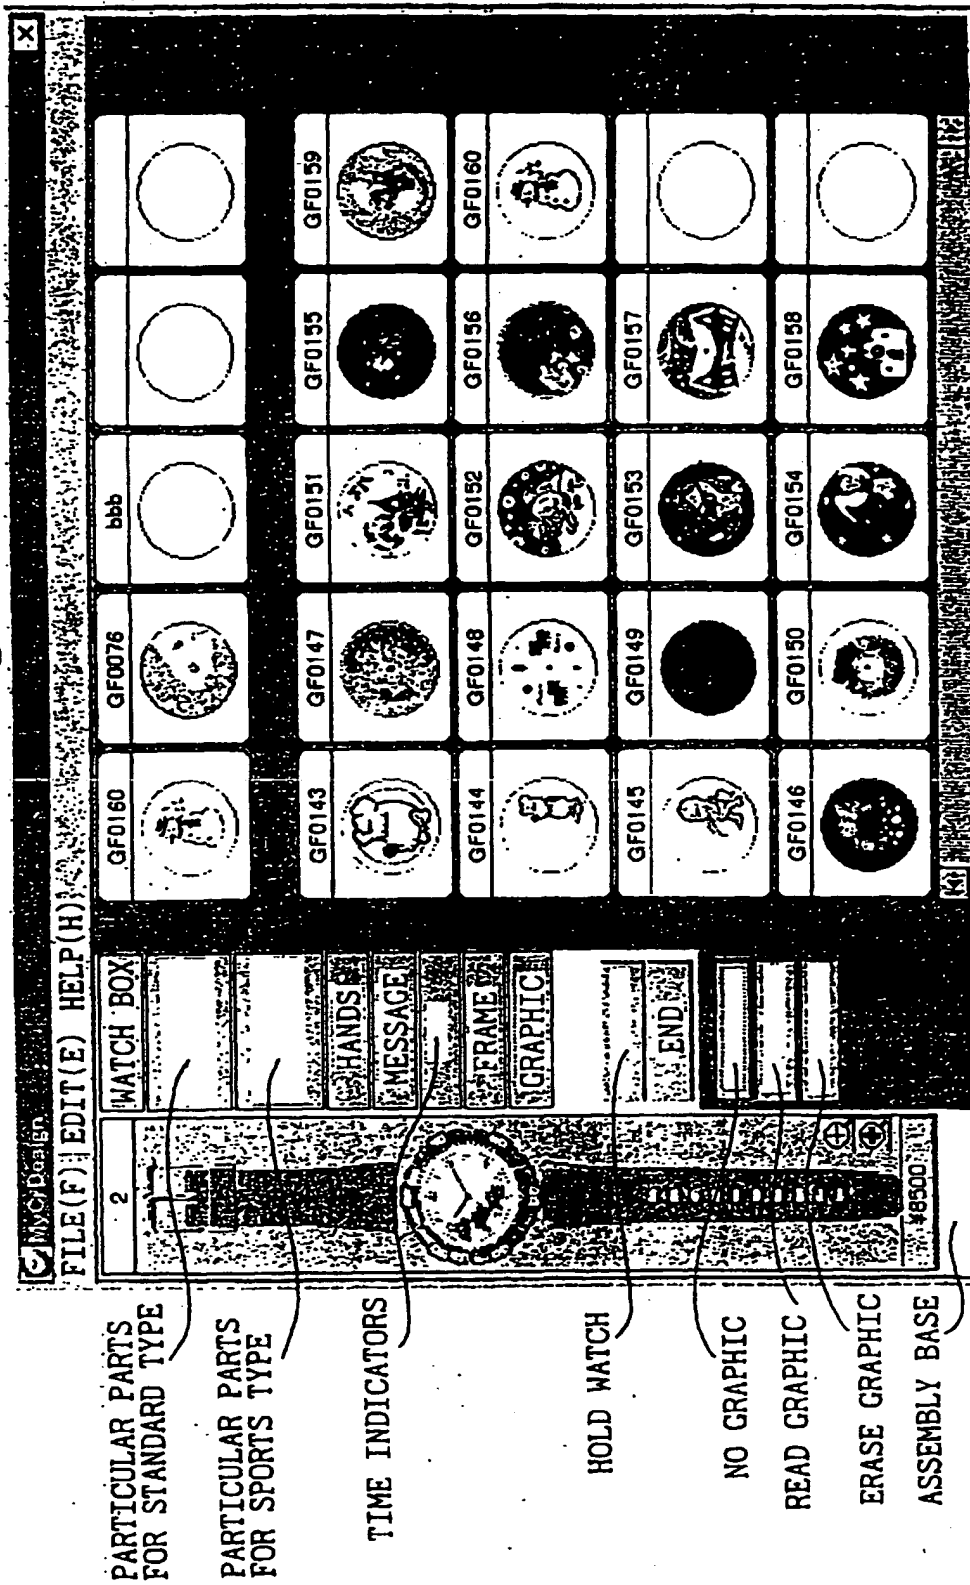 MyC/Design
FILE(F) EDIT(E) HELP(H)
2
¥8500
WATCH BOX
HANDS
MESSAGE
FRAME
GRAPHIC
END
GF0160
GF0076
bbb
GF0143
GF0147
GF0151
GF0155
GF0159
GF0144
GF0148
GF0152
GF0156
GF0160
GF0145
GF0149
GF0153
GF0157
GF0146
GF0150
GF0154
GF0158
PARTICULAR PARTS
FOR STANDARD TYPE
PARTICULAR PARTS
FOR SPORTS TYPE
TIME INDICATORS
HOLD WATCH
NO GRAPHIC
READ GRAPHIC
ERASE GRAPHIC
ASSEMBLY BASE